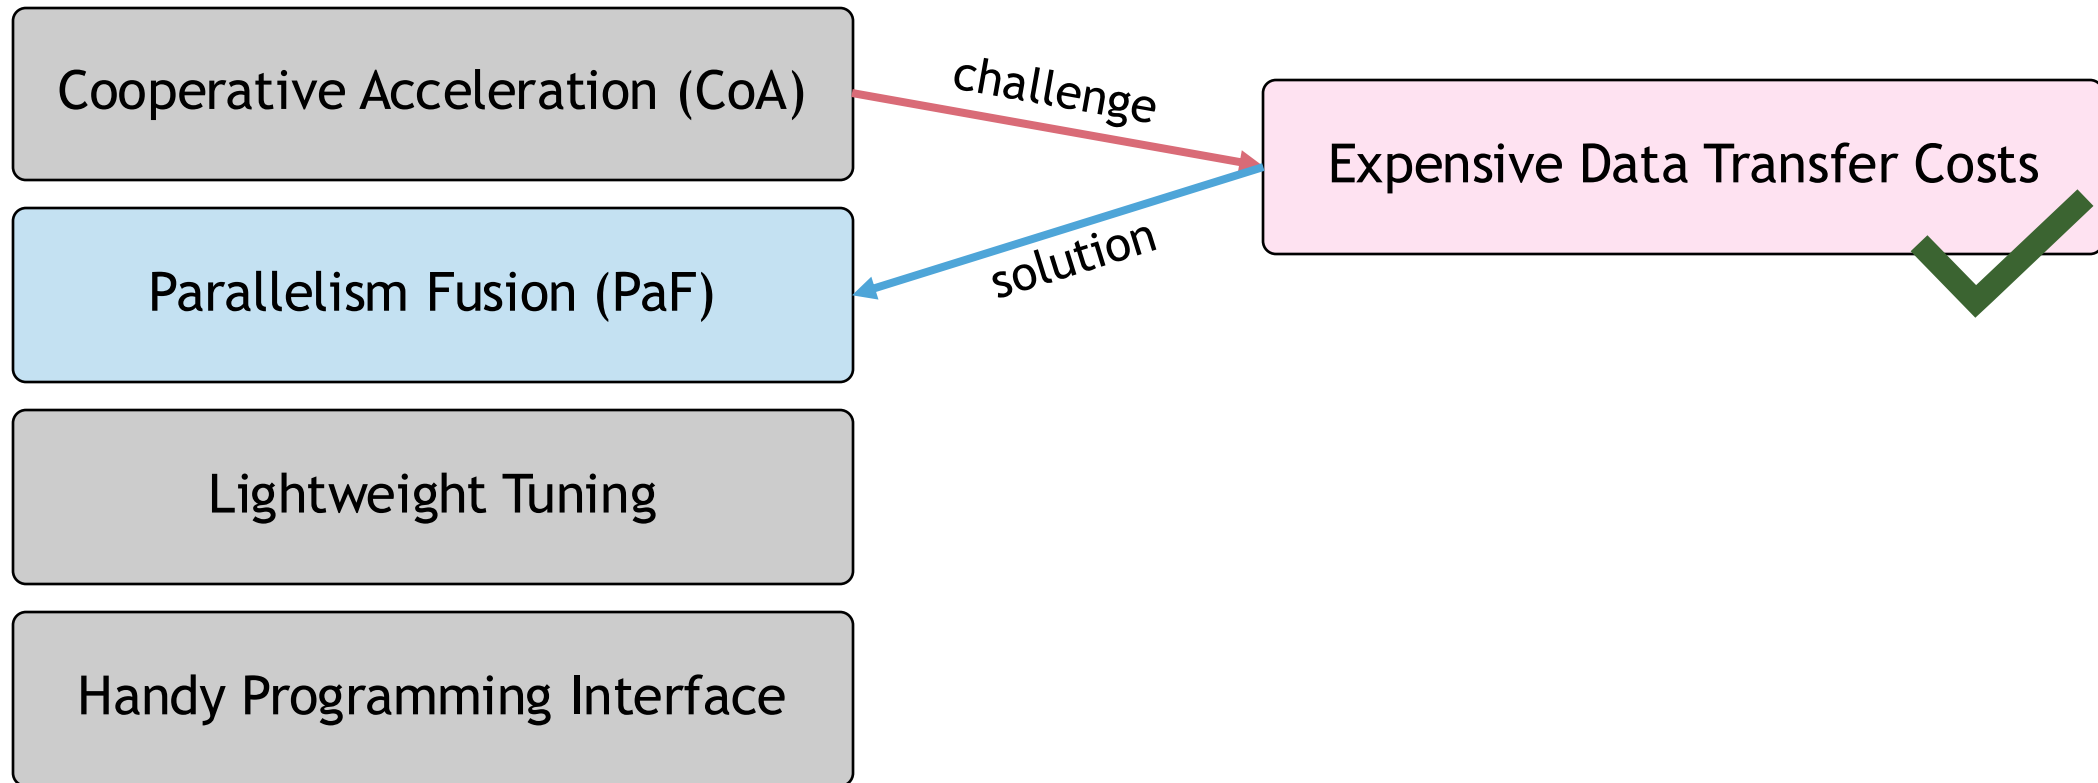 Cooperative Acceleration (CoA)
challenge
Expensive Data Transfer Costs
Parallelism Fusion (PaF)
solution
Lightweight Tuning
Handy Programming Interface